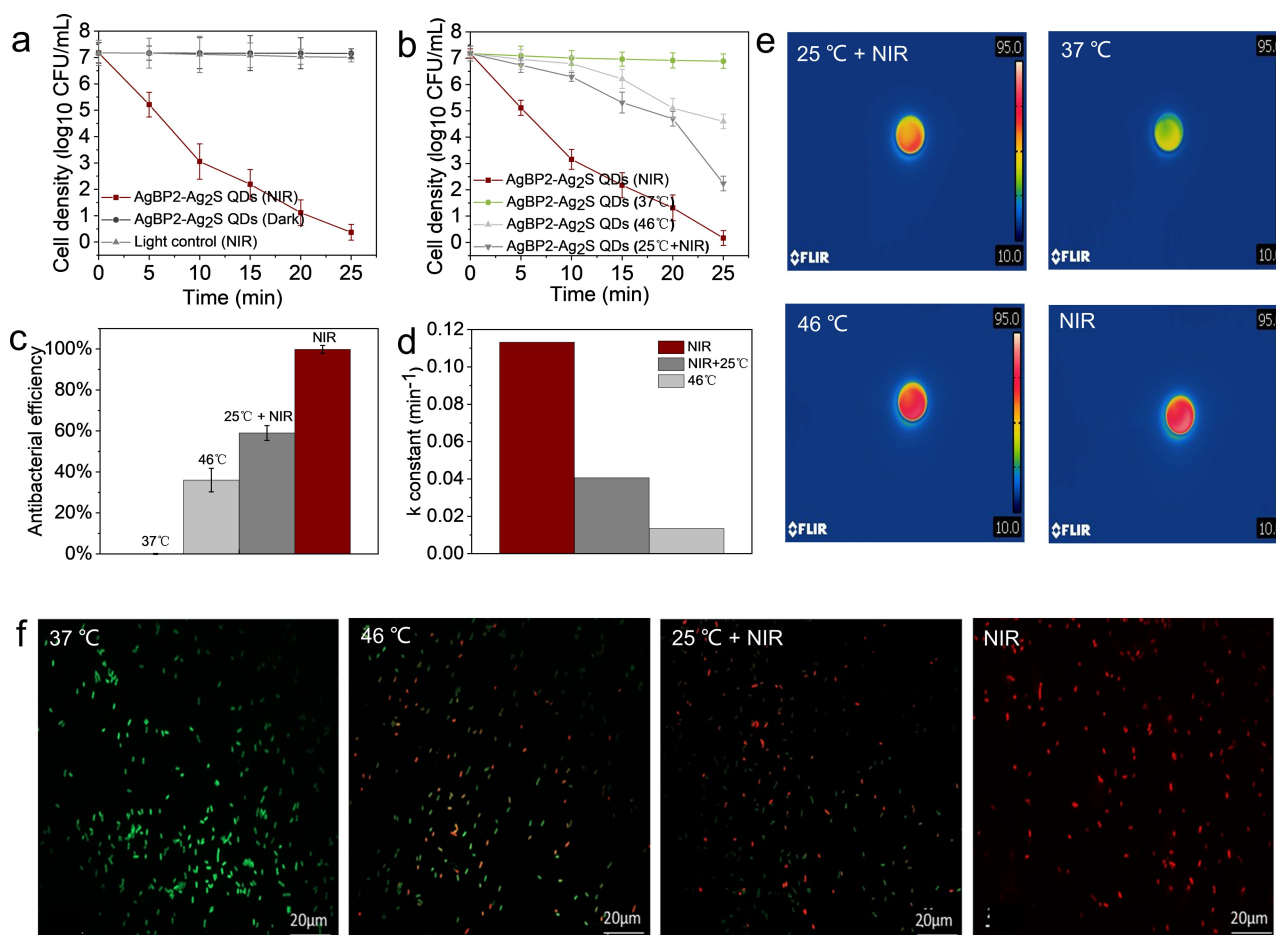 a
Cell density (log10 CFU/mL)
8
7
6
5
4
3
2
1
0
AgBP2-Ag₂S QDs (NIR)
AgBP2-Ag₂S QDs (Dark)
Light control (NIR)
0 5 10 15 20 25
Time (min)
b
Cell density (log10 CFU/mL)
8
7
6
5
4
3
2
1
0
AgBP2-Ag₂S QDs (NIR)
AgBP2-Ag₂S QDs (37℃)
AgBP2-Ag₂S QDs (46℃)
AgBP2-Ag₂S QDs (25℃+NIR)
0 5 10 15 20 25
Time (min)
c
Antibacterial efficiency
100%
80%
60%
40%
20%
0%
37℃
46℃
25℃ + NIR
NIR
d
k constant (min⁻¹)
0.12
0.10
0.08
0.06
0.04
0.02
0.00
NIR
NIR+25℃
46℃
e
25 ℃ + NIR
95.0
10.0
FLIR
37 ℃
95.
10.
FLIR
46 ℃
95.0
10.0
FLIR
NIR
95.
10.
FLIR
f
37 ℃
20μm
46 ℃
20μm
25 ℃ + NIR
20μm
NIR
20μm